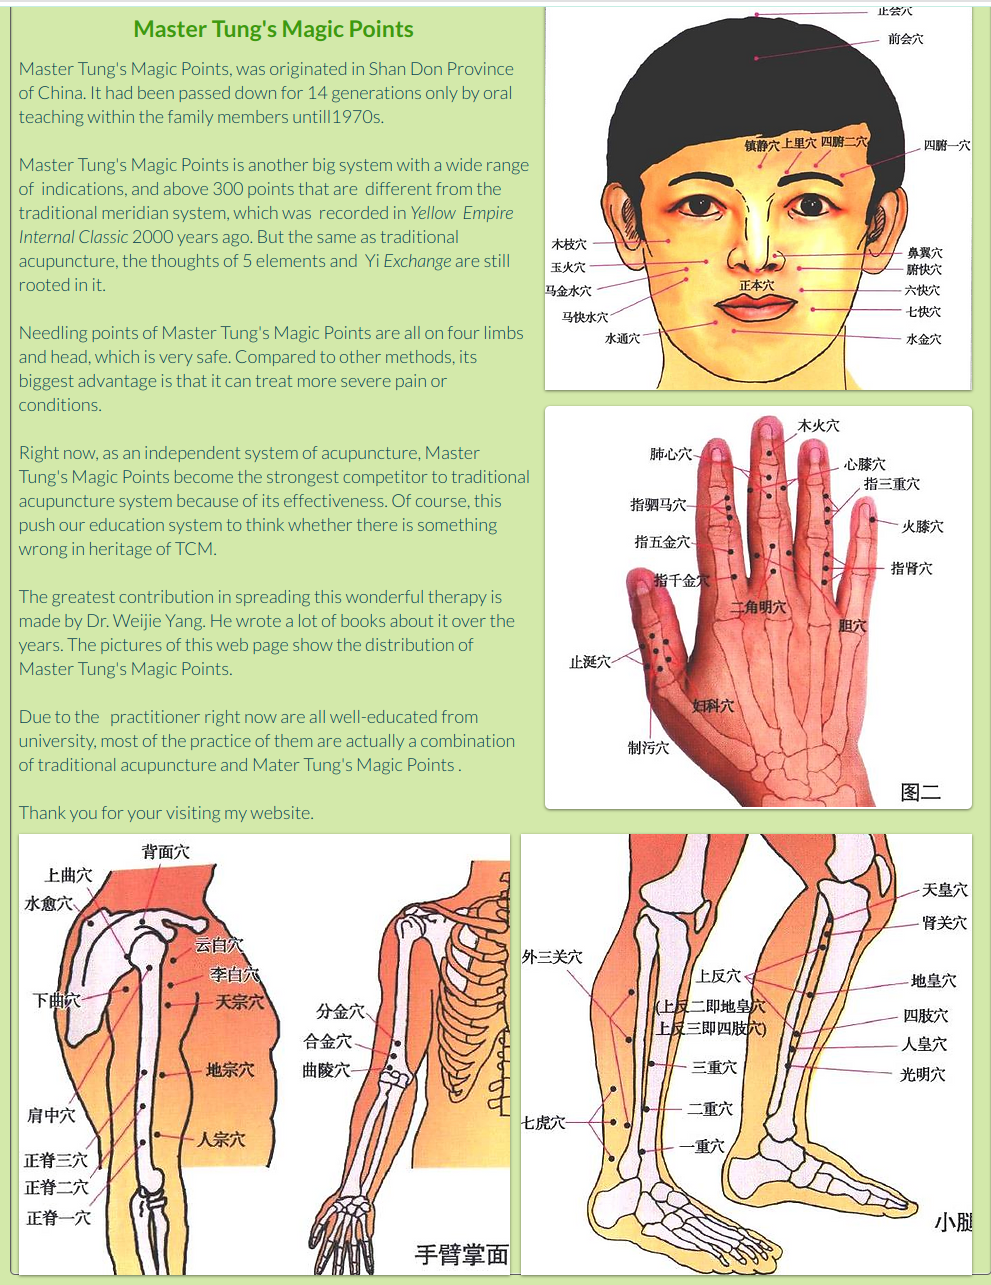 Master Tung's Magic Points
Master Tung's Magic Points, was originated in Shan Don Province
of China. It had been passed down for 14 generations only by oral
teaching within the family members untill1970s.
Master Tung's Magic Points is another big system with a wide range
of indications, and above 300 points that are different from the
traditional meridian system, which was recorded in Yellow Empire
Internal Classic 2000 years ago. But the same as traditional
acupuncture, the thoughts of 5 elements and Yi Exchange are still
rooted in it.
Needling points of Master Tung's Magic Points are all on four limbs
and head, which is very safe. Compared to other methods, its
biggest advantage is that it can treat more severe pain or
conditions.
Right now, as an independent system of acupuncture, Master
Tung's Magic Points become the strongest competitor to traditional
acupuncture system because of its effectiveness. Of course, this
push our education system to think whether there is something
wrong in heritage of TCM.
The greatest contribution in spreading this wonderful therapy is
made by Dr. Weijie Yang. He wrote a lot of books about it over the
years. The pictures of this web page show the distribution of
Master Tung's Magic Points.
Due to the practitioner right now are all well-educated from
university, most of the practice of them are actually a combination
of traditional acupuncture and Mater Tung's Magic Points .
Thank you for your visiting my website.
正会穴
前会穴
镇静穴
上里穴
四腑二穴
四腑一穴
木枝穴
玉火穴
马金水穴
马快水穴
水通穴
正本穴
鼻翼穴
腑快穴
六快穴
七快穴
水金穴
木火穴
肺心穴
心膝穴
指三重穴
指驷马穴
火膝穴
指五金穴
指肾穴
指千金穴
二角明穴
胆穴
止涎穴
妇科穴
制污穴
图二
背面穴
上曲穴
水愈穴
云白穴
李白穴
下曲穴
天宗穴
地宗穴
肩中穴
人宗穴
正脊三穴
正脊二穴
正脊一穴
分金穴
合金穴
曲陵穴
手臂掌面
天皇穴
肾关穴
外三关穴
上反穴
地皇穴
(上反二即地皇穴
上反三即四肢穴)
四肢穴
人皇穴
三重穴
光明穴
二重穴
七虎穴
一重穴
小腿